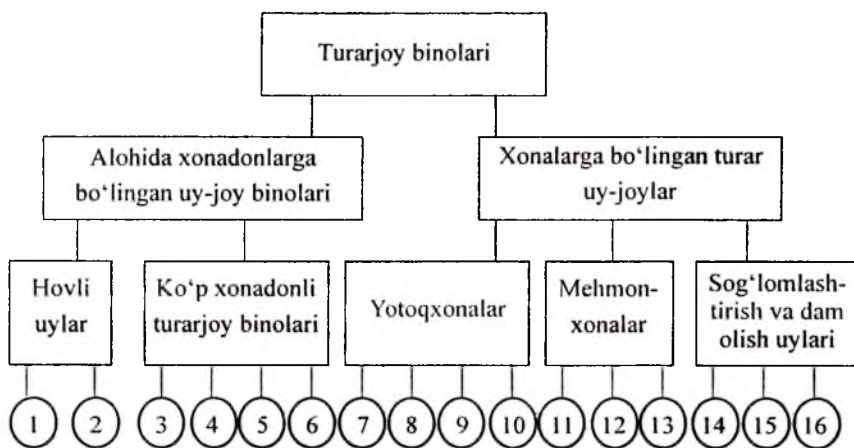 Turarjoy binolari
Alohida xonadonlarga
bo‘lingan uy-joy binolari
Xonalarga bo‘lingan turar
uy-joylar
Hovli
uylar
Ko‘p xonadonli
turarjoy binolari
Yotoqxonalar
Mehmon-
xonalar
Sog‘lomlash-
tirish va dam
olish uylari
1 2 3 4 5 6 7 8 9 10 11 12 13 14 15 16